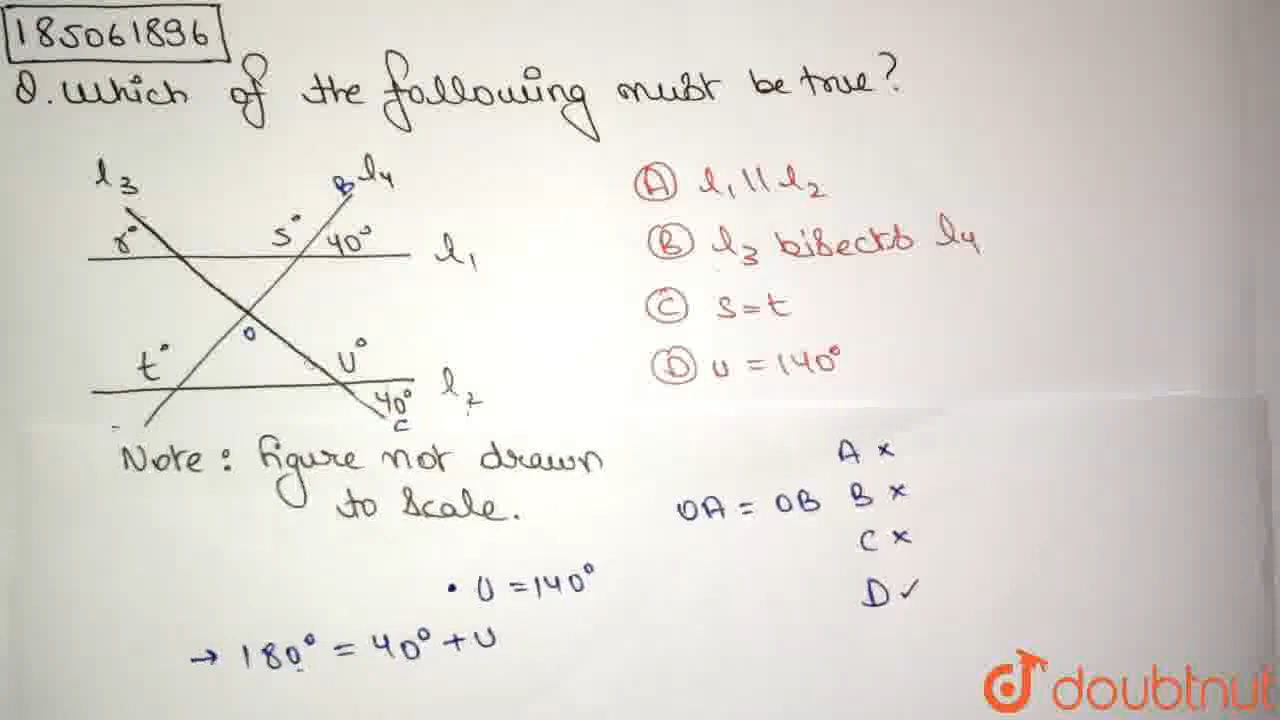 185061896
Q. Which of the following must be true?
l3
B l4
r°
s°
40°
l1
O
t°
U°
l2
40°
C
Note: figure not drawn
to scale.
(A) l1 || l2
(B) l3 bisects l4
(C) s=t
(D) u = 140°
A ×
OA = OB B ×
C ×
D ✓
• U = 140°
→ 180° = 40° + U
doubtnut